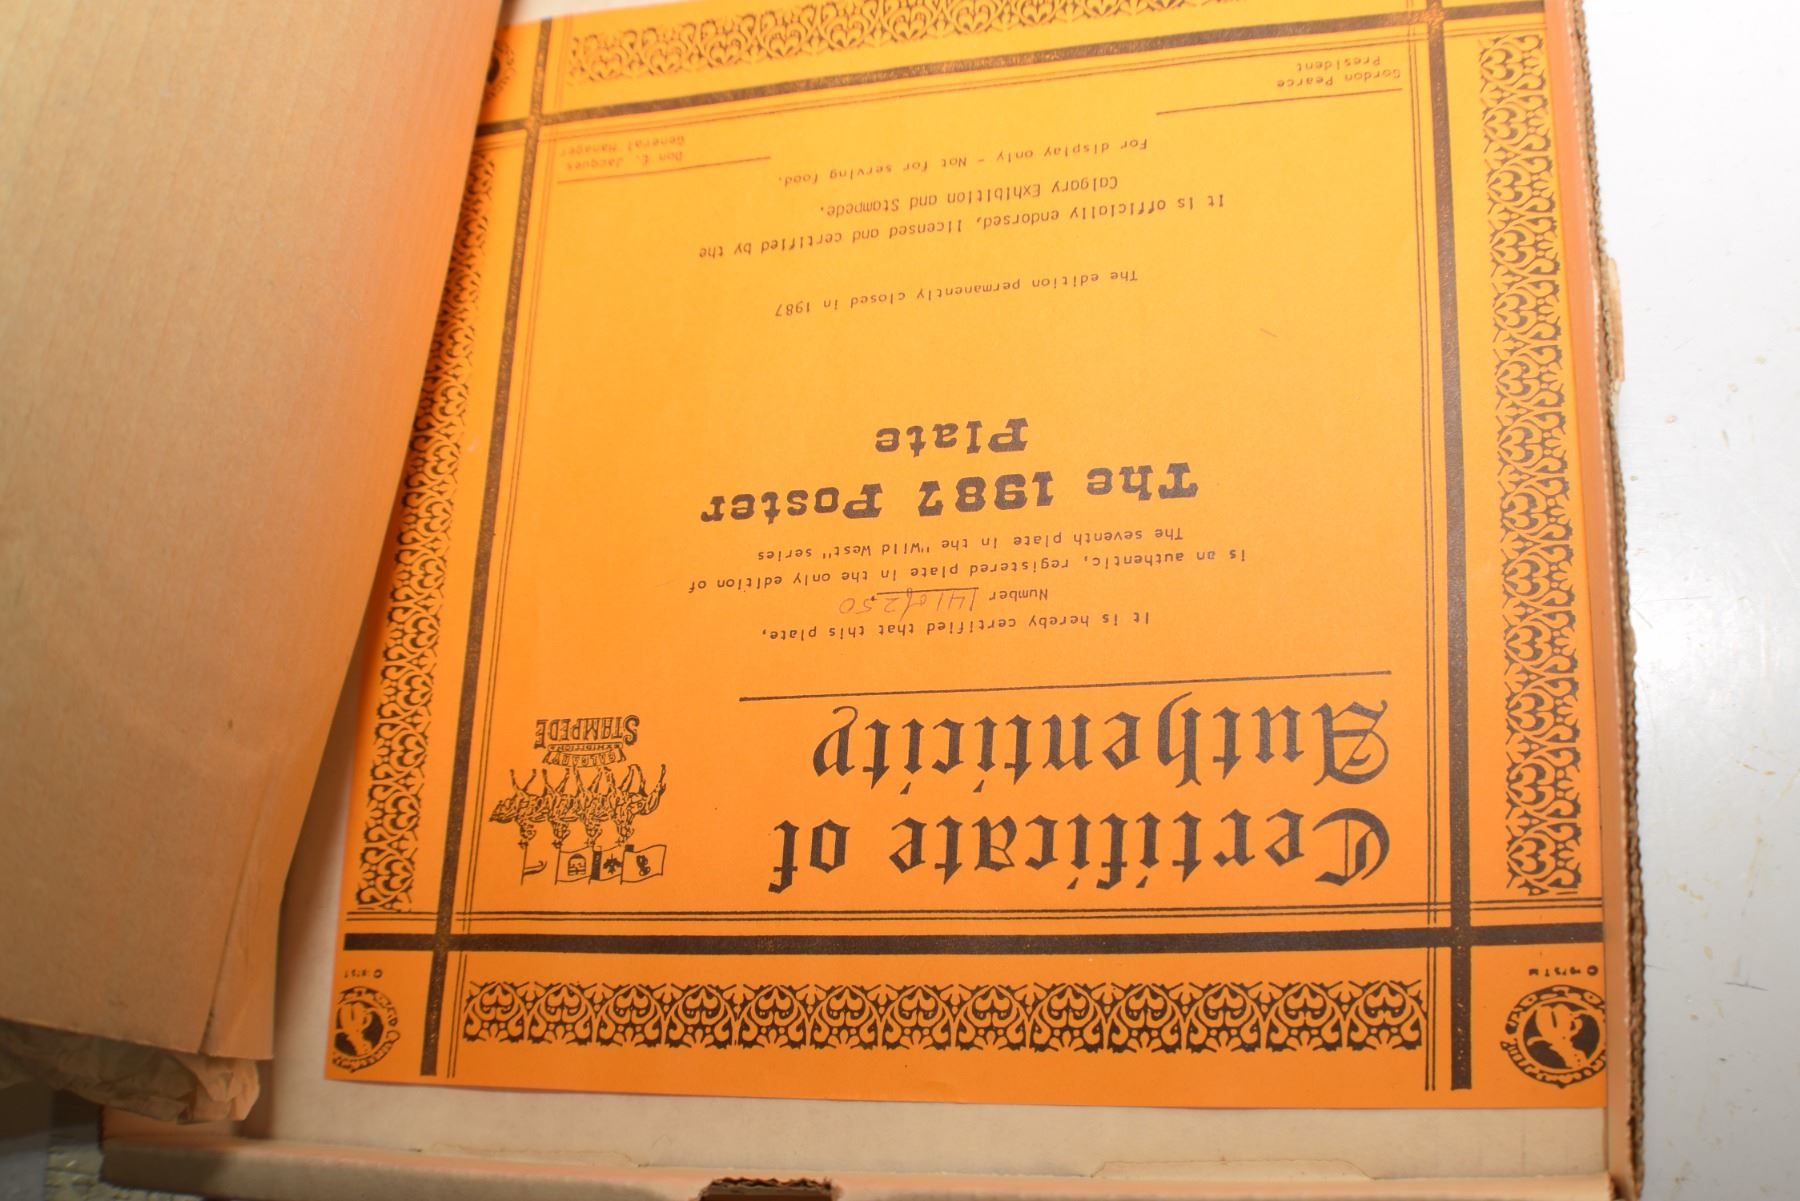 Certificate of
Authenticity
CALGARY
EXHIBITION &
STAMPEDE
It is hereby certified that this plate,
Number 141 of 250
is an authentic, registered plate in the only edition of
The seventh plate in the "Wild West" series
The 1987 Poster
Plate
The edition permanently closed in 1987
It is officially endorsed, licensed and certified by the
Calgary Exhibition and Stampede.
For display only - Not for serving food.
Don E. Jacques
General Manager
Gordon Pearce
President